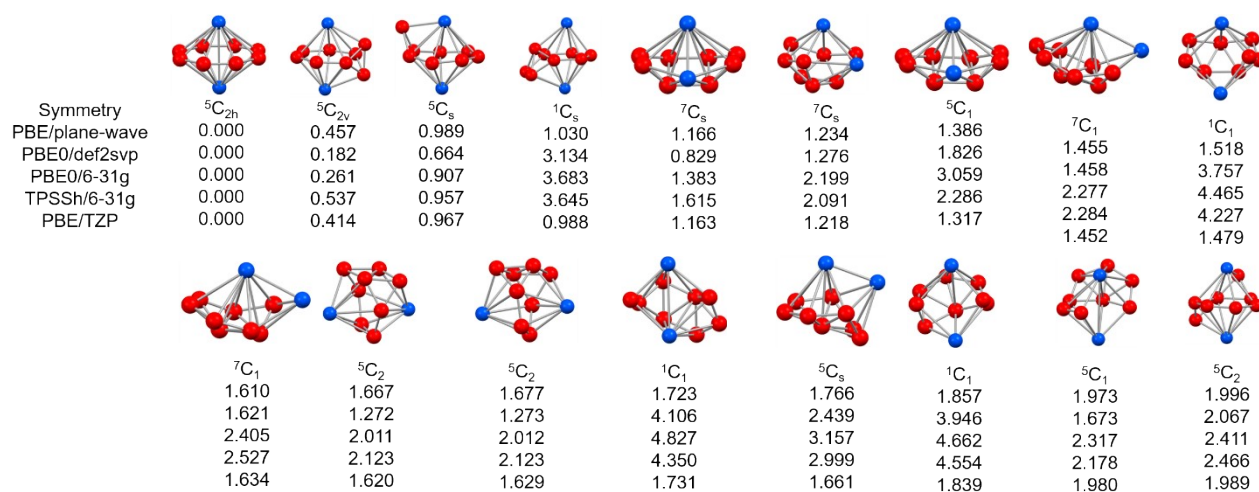 Symmetry ⁵C₂ₕ ⁵C₂ᵥ ⁵Cₛ ¹Cₛ ⁷Cₛ ⁷Cₛ ⁵C₁ ⁷C₁ ¹C₁
PBE/plane-wave 0.000 0.457 0.989 1.030 1.166 1.234 1.386 1.455 1.518
PBE0/def2svp 0.000 0.182 0.664 3.134 0.829 1.276 1.826 1.458 3.757
PBE0/6-31g 0.000 0.261 0.907 3.683 1.383 2.199 3.059 2.277 4.465
TPSSh/6-31g 0.000 0.537 0.957 3.645 1.615 2.091 2.286 2.284 4.227
PBE/TZP 0.000 0.414 0.967 0.988 1.163 1.218 1.317 1.452 1.479
⁷C₁ ⁵C₂ ⁵C₂ ¹C₁ ⁵Cₛ ¹C₁ ⁵C₁ ⁵C₂
1.610 1.667 1.677 1.723 1.766 1.857 1.973 1.996
1.621 1.272 1.273 4.106 2.439 3.946 1.673 2.067
2.405 2.011 2.012 4.827 3.157 4.662 2.317 2.411
2.527 2.123 2.123 4.350 2.999 4.554 2.178 2.466
1.634 1.620 1.629 1.731 1.661 1.839 1.980 1.989